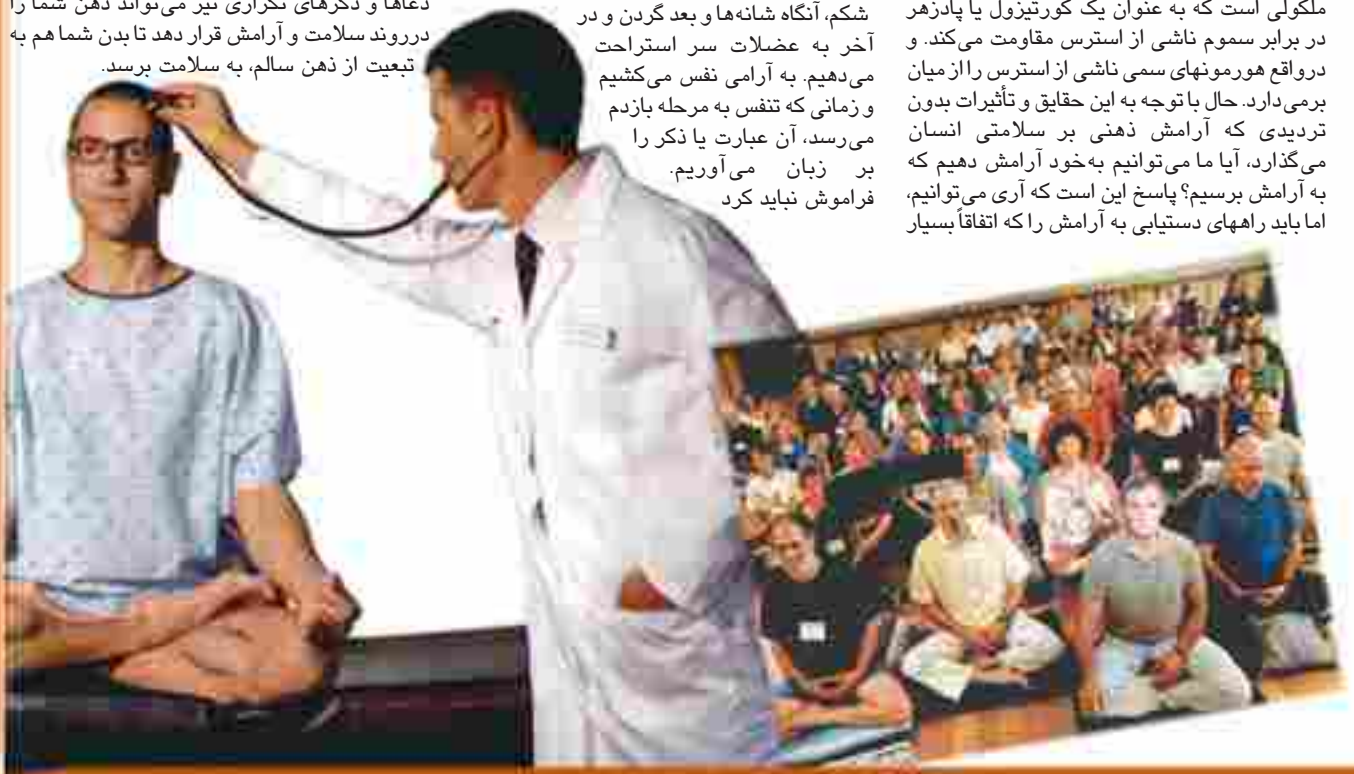 ملکولی است که به عنوان یک کورتیزول یا پادزهر
در برابر سموم ناشی از استرس مقاومت می‌کند. و
درواقع هورمونهای سمی ناشی از استرس را از میان
برمی‌دارد. حال با توجه به این حقایق و تأثیرات بدون
تردیدی که آرامش ذهنی بر سلامتی انسان
می‌گذارد، آیا ما می‌توانیم به‌خود آرامش دهیم که
به آرامش برسیم؟ پاسخ این است که آری می‌توانیم،
اما باید راههای دستیابی به آرامش را که اتفاقاً بسیار
شکم، آنگاه شانه‌ها و بعد گردن و در
آخر به عضلات سر استراحت
می‌دهیم. به آرامی نفس می‌کشیم
و زمانی که تنفس به مرحله بازدم
می‌رسد، آن عبارت یا ذکر را
بر زبان می‌آوریم.
فراموش نباید کرد
دعاها و ذکرهای تکراری نیز می‌تواند ذهن شما را
درروند سلامت و آرامش قرار دهد تا بدن شما هم به
تبعیت از ذهن سالم، به سلامت برسد.